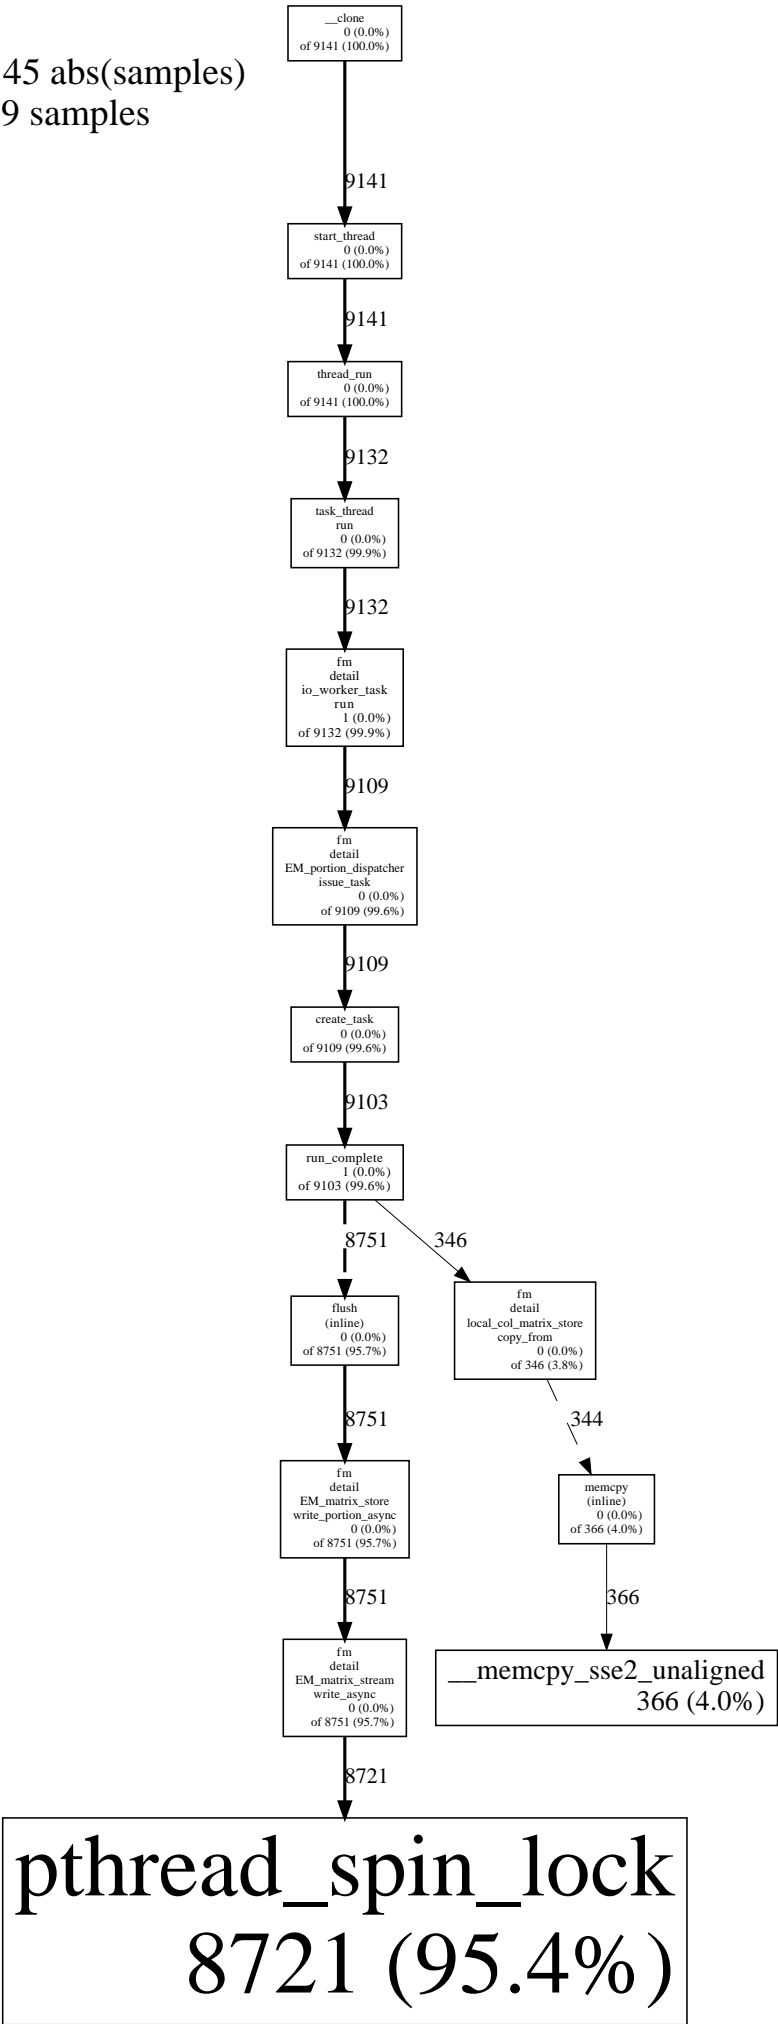 __clone
0 (0.0%)
of 9141 (100.0%)
45 abs(samples)
9 samples
9141
start_thread
0 (0.0%)
of 9141 (100.0%)
9141
thread_run
0 (0.0%)
of 9141 (100.0%)
9132
task_thread
run
0 (0.0%)
of 9132 (99.9%)
9132
fm
detail
io_worker_task
run
1 (0.0%)
of 9132 (99.9%)
9109
fm
detail
EM_portion_dispatcher
issue_task
0 (0.0%)
of 9109 (99.6%)
9109
create_task
0 (0.0%)
of 9109 (99.6%)
9103
run_complete
1 (0.0%)
of 9103 (99.6%)
8751
346
flush
(inline)
0 (0.0%)
of 8751 (95.7%)
fm
detail
local_col_matrix_store
copy_from
0 (0.0%)
of 346 (3.8%)
8751
344
fm
detail
EM_matrix_store
write_portion_async
0 (0.0%)
of 8751 (95.7%)
memcpy
(inline)
0 (0.0%)
of 366 (4.0%)
8751
366
fm
detail
EM_matrix_stream
write_async
0 (0.0%)
of 8751 (95.7%)
__memcpy_sse2_unaligned
366 (4.0%)
8721
pthread_spin_lock
8721 (95.4%)